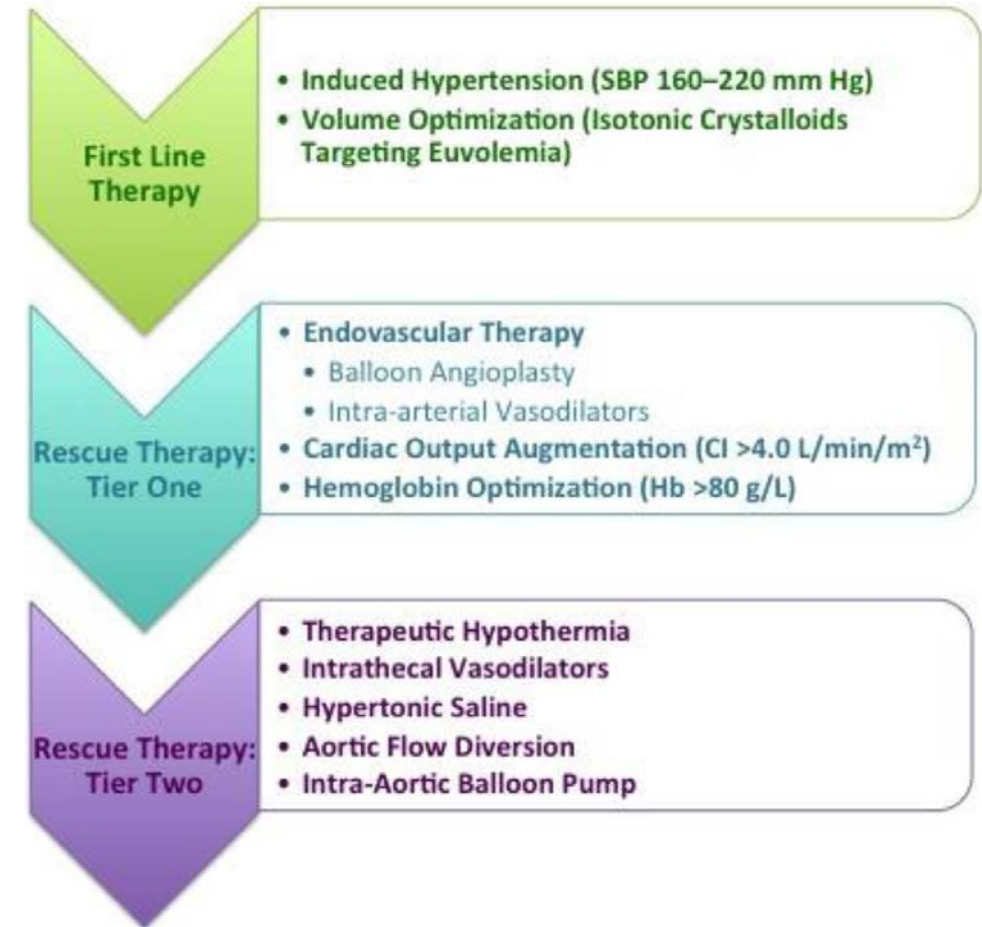 First Line
Therapy
• Induced Hypertension (SBP 160–220 mm Hg)
• Volume Optimization (Isotonic Crystalloids
Targeting Euvolemia)
Rescue Therapy:
Tier One
• Endovascular Therapy
• Balloon Angioplasty
• Intra-arterial Vasodilators
• Cardiac Output Augmentation (CI >4.0 L/min/m²)
• Hemoglobin Optimization (Hb >80 g/L)
Rescue Therapy:
Tier Two
• Therapeutic Hypothermia
• Intrathecal Vasodilators
• Hypertonic Saline
• Aortic Flow Diversion
• Intra-Aortic Balloon Pump